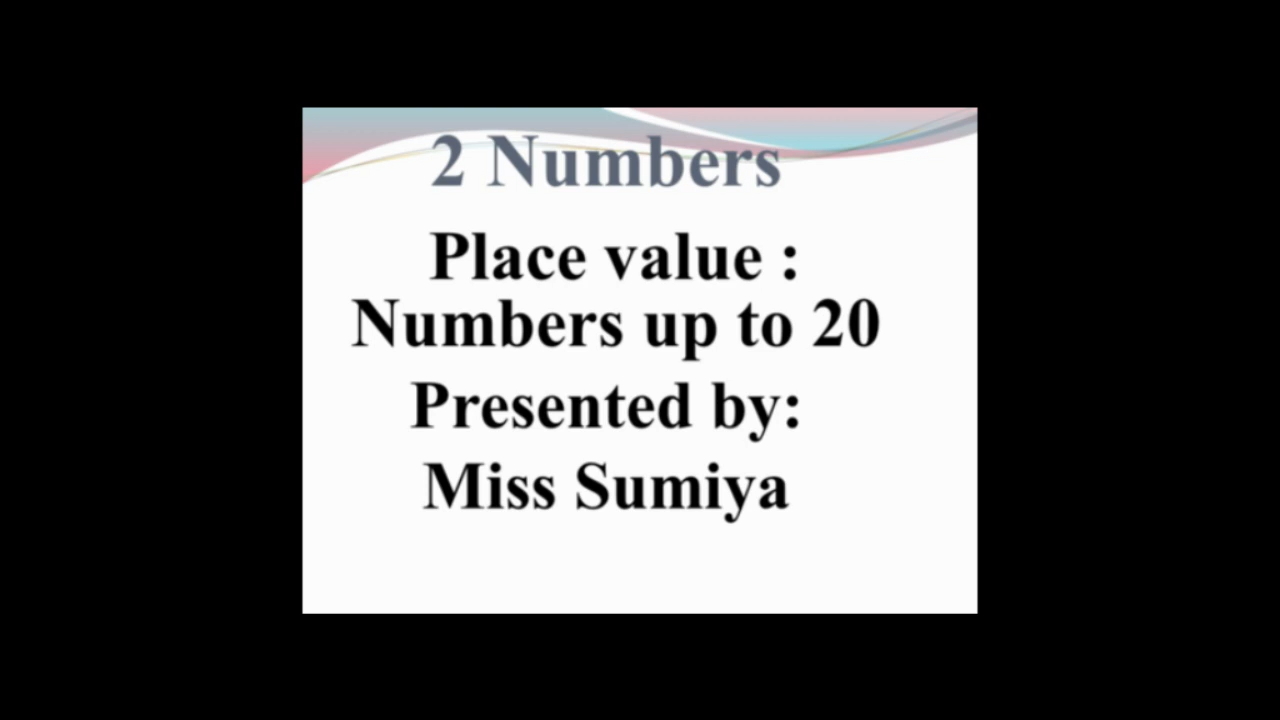 2 Numbers
Place value :
Numbers up to 20
Presented by:
Miss Sumiya